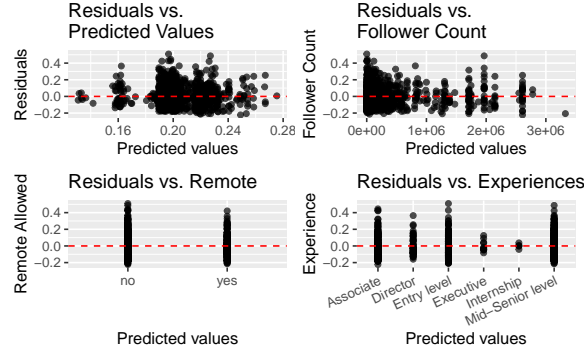 Residuals vs.
Predicted Values
Residuals
0.4
0.2
0.0
−0.2
0.16
0.20
0.24
0.28
Predicted values
Residuals vs.
Follower Count
Follower Count
0.4
0.2
0.0
−0.2
0e+00
1e+06
2e+06
3e+06
Predicted values
Residuals vs. Remote
Remote Allowed
0.4
0.2
0.0
−0.2
no
yes
Predicted values
Residuals vs. Experiences
Experience
0.4
0.2
0.0
−0.2
Associate
Director
Entry level
Executive
Internship
Mid−Senior level
Predicted values